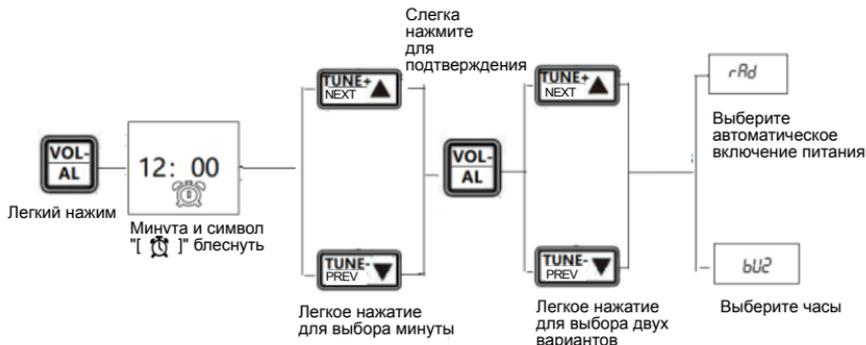 Слегка
нажмите
для
подтверждения
TUNE+
NEXT
TUNE+
NEXT
rAd
Выберите
автоматическое
включение питания
VOL-
AL
12: 00
VOL-
AL
Легкий нажим
Минута и символ
"[ ⏰ ]" блеснуть
TUNE-
PREV
TUNE-
PREV
bUZ
Легкое нажатие
для выбора минуты
Легкое нажатие
для выбора двух
вариантов
Выберите часы